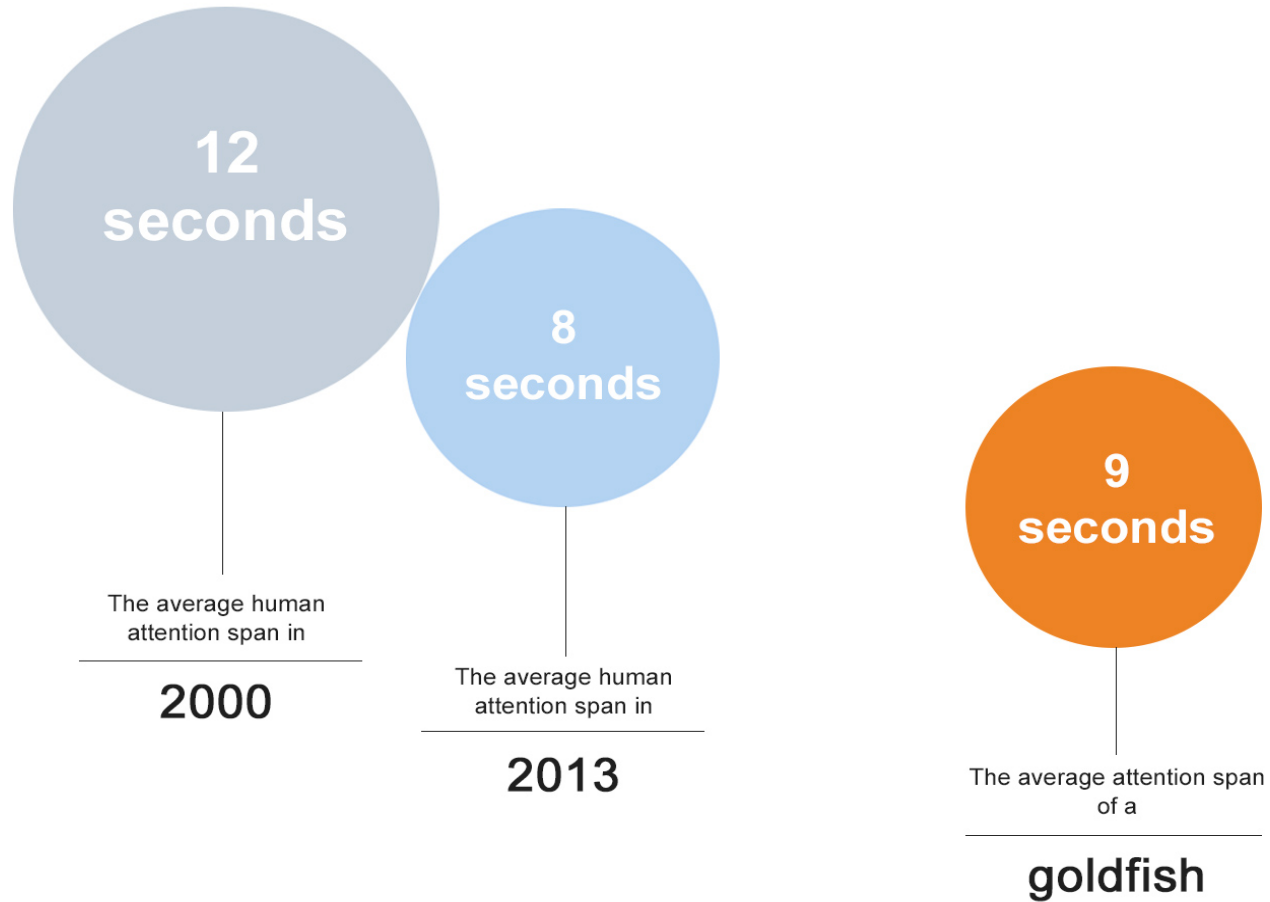 12
seconds
The average human
attention span in
2000
8
seconds
The average human
attention span in
2013
9
seconds
The average attention span
of a
goldfish